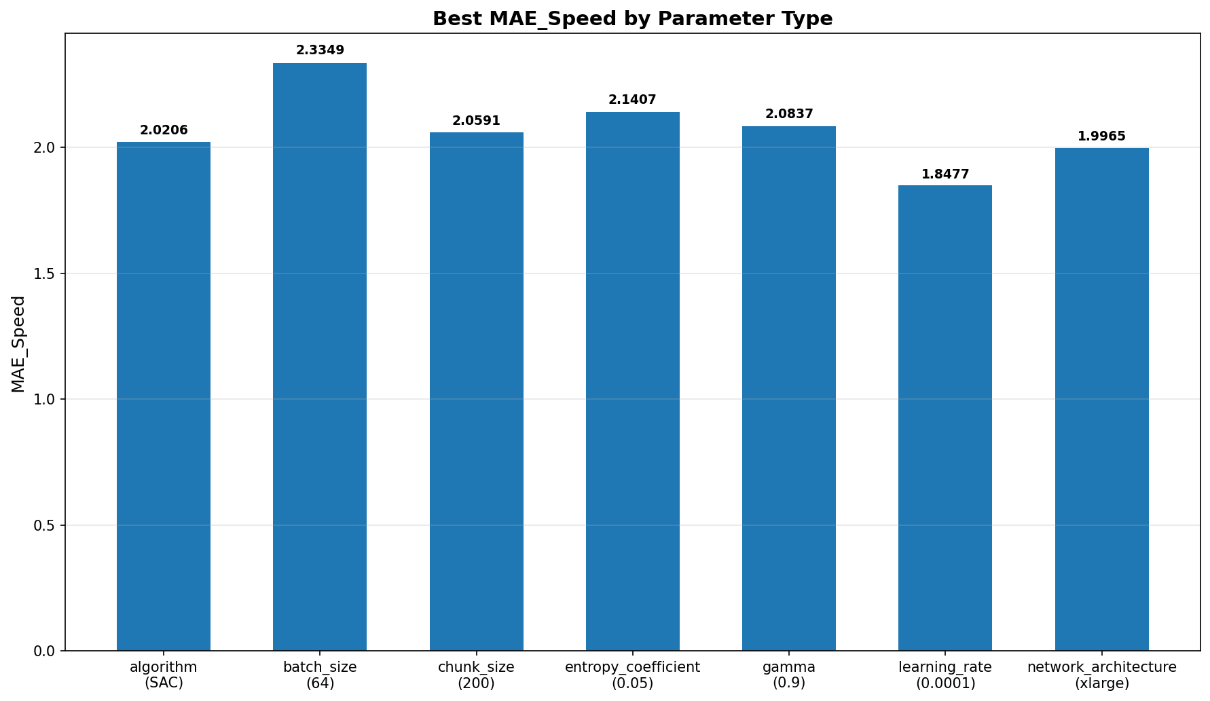 Best MAE_Speed by Parameter Type
MAE_Speed
2.0
1.5
1.0
0.5
0.0
2.0206
2.3349
2.0591
2.1407
2.0837
1.8477
1.9965
algorithm
(SAC)
batch_size
(64)
chunk_size
(200)
entropy_coefficient
(0.05)
gamma
(0.9)
learning_rate
(0.0001)
network_architecture
(xlarge)